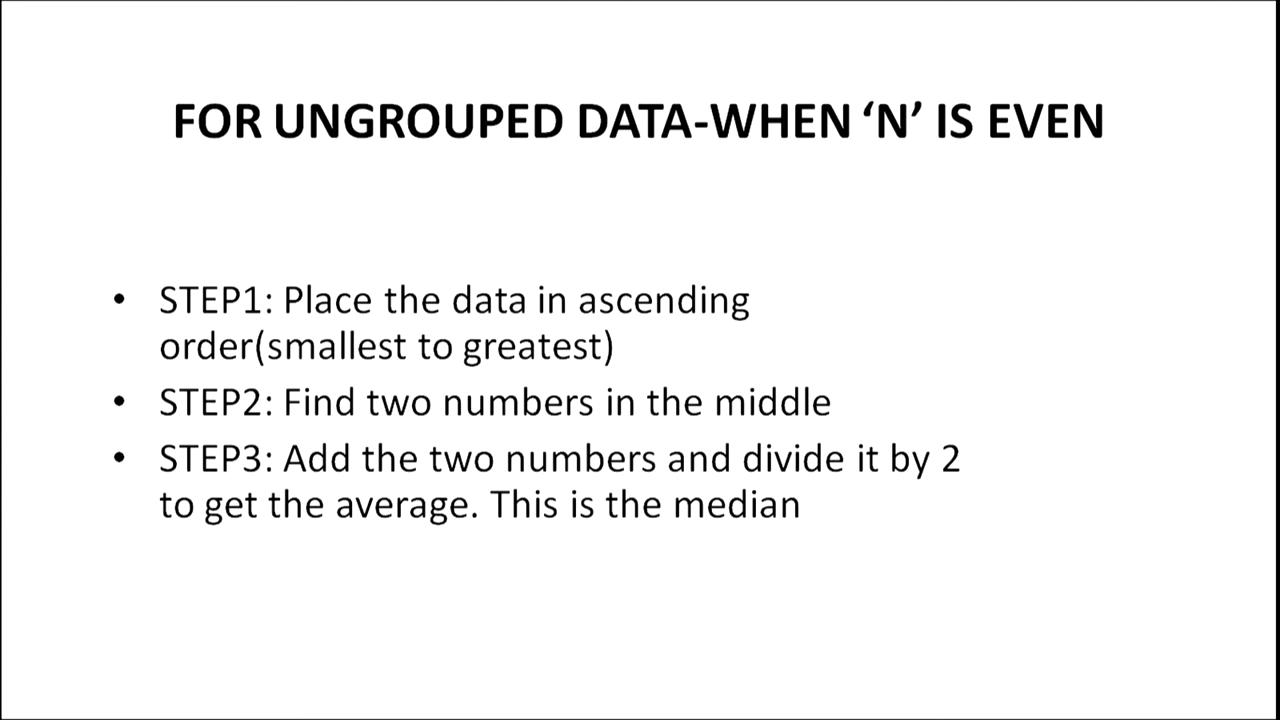 FOR UNGROUPED DATA-WHEN ‘N’ IS EVEN
• STEP1: Place the data in ascending
order(smallest to greatest)
• STEP2: Find two numbers in the middle
• STEP3: Add the two numbers and divide it by 2
to get the average. This is the median